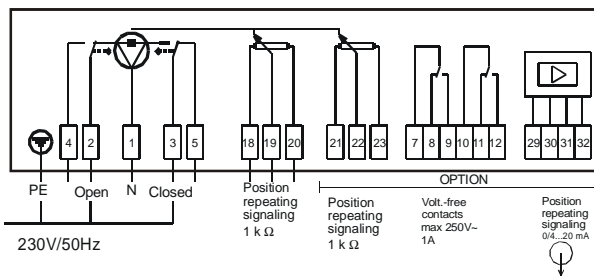 4 2 1 3 5 18 19 20 21 22 23 7 8 9 10 11 12 29 30 31 32
PE Open N Closed
230V/50Hz
Position
repeating
signaling
1 k Ω
OPTION
Position
repeating
signaling
1 k Ω
Volt.-free
contacts
max 250V~
1A
Position
repeating
signaling
0/4...20 mA